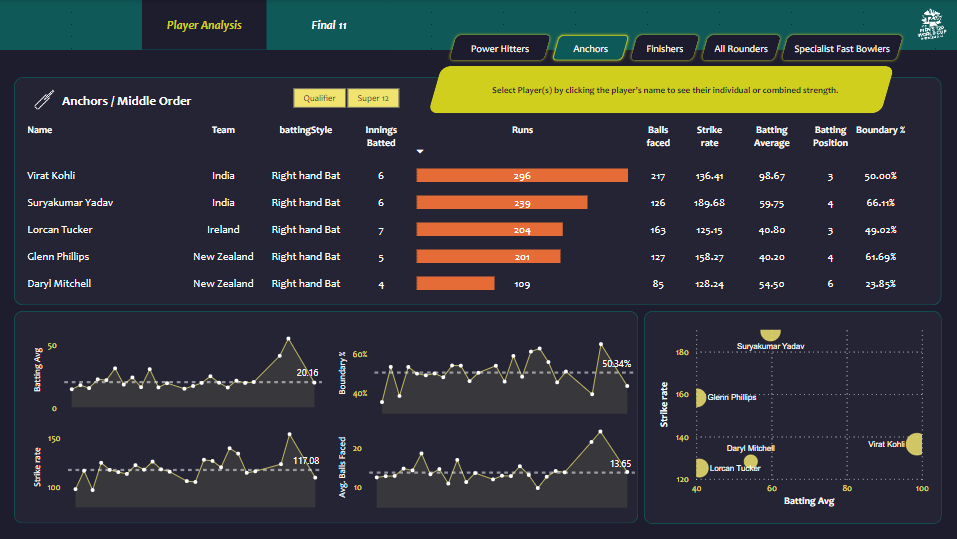 Player Analysis
Final 11
Power Hitters
Anchors
Finishers
All Rounders
Specialist Fast Bowlers
Select Player(s) by clicking the player's name to see their individual or combined strength.
Anchors / Middle Order
Qualifier
Super 12
Name Team battingStyle Innings Batted Runs Balls faced Strike rate Batting Average Batting Position Boundary %
Virat Kohli India Right hand Bat 6 296 217 136.41 98.67 3 50.00%
Suryakumar Yadav India Right hand Bat 6 239 126 189.68 59.75 4 66.11%
Lorcan Tucker Ireland Right hand Bat 7 204 163 125.15 40.80 3 49.02%
Glenn Phillips New Zealand Right hand Bat 5 201 127 158.27 40.20 4 61.69%
Daryl Mitchell New Zealand Right hand Bat 4 109 85 128.24 54.50 6 23.85%
Batting Avg
50
0
20.16
Boundary %
60%
40%
50.34%
Strike rate
150
100
117.08
Avg. Balls Faced
20
10
13.65
Strike rate
180
160
140
120
Suryakumar Yadav
Glenn Phillips
Virat Kohli
Daryl Mitchell
Lorcan Tucker
40 60 80 100
Batting Avg